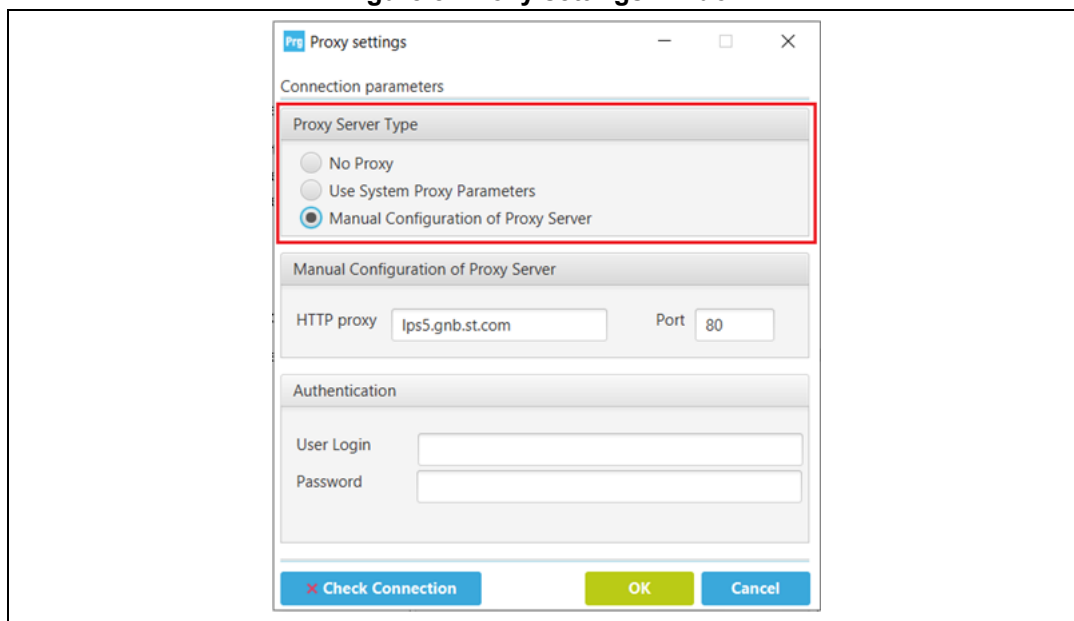 Prg Proxy settings
Connection parameters
Proxy Server Type
No Proxy
Use System Proxy Parameters
Manual Configuration of Proxy Server
Manual Configuration of Proxy Server
HTTP proxy lps5.gnb.st.com Port 80
Authentication
User Login
Password
Check Connection OK Cancel